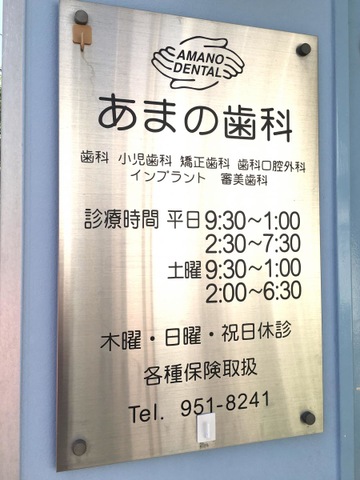 AMANO
DENTAL
あまの歯科
歯科 小児歯科 矯正歯科 歯科口腔外科
インプラント 審美歯科
診療時間 平日 9:30〜1:00
2:30〜7:30
土曜 9:30〜1:00
2:00〜6:30
木曜・日曜・祝日休診
各種保険取扱
Tel. 951-8241